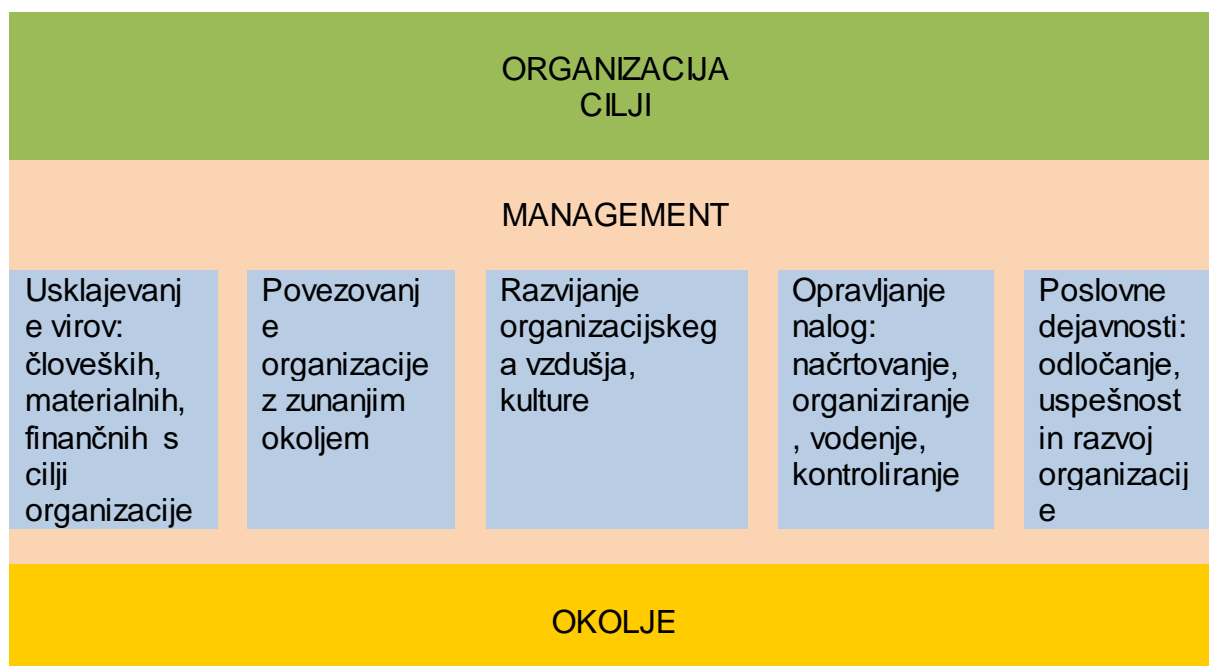 ORGANIZACIJA
CILJI
MANAGEMENT
Usklajevanj
e virov:
človeških,
materialnih,
finančnih s
cilji
organizacije
Povezovanj
e
organizacije
z zunanjim
okoljem
Razvijanje
organizacijskeg
a vzdušja,
kulture
Opravljanje
nalog:
načrtovanje,
organiziranje
, vodenje,
kontroliranje
Poslovne
dejavnosti:
odločanje,
uspešnost
in razvoj
organizacij
e
OKOLJE